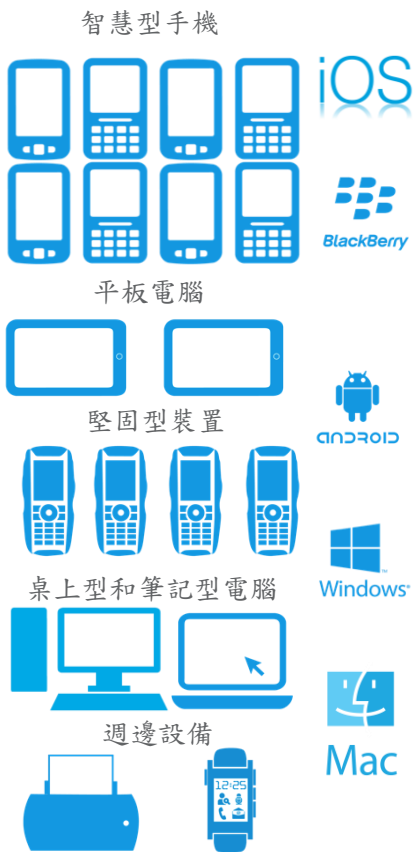 智慧型手機
iOS
BlackBerry
平板電腦
堅固型裝置
android
桌上型和筆記型電腦
Windows
週邊設備
Mac
12:25